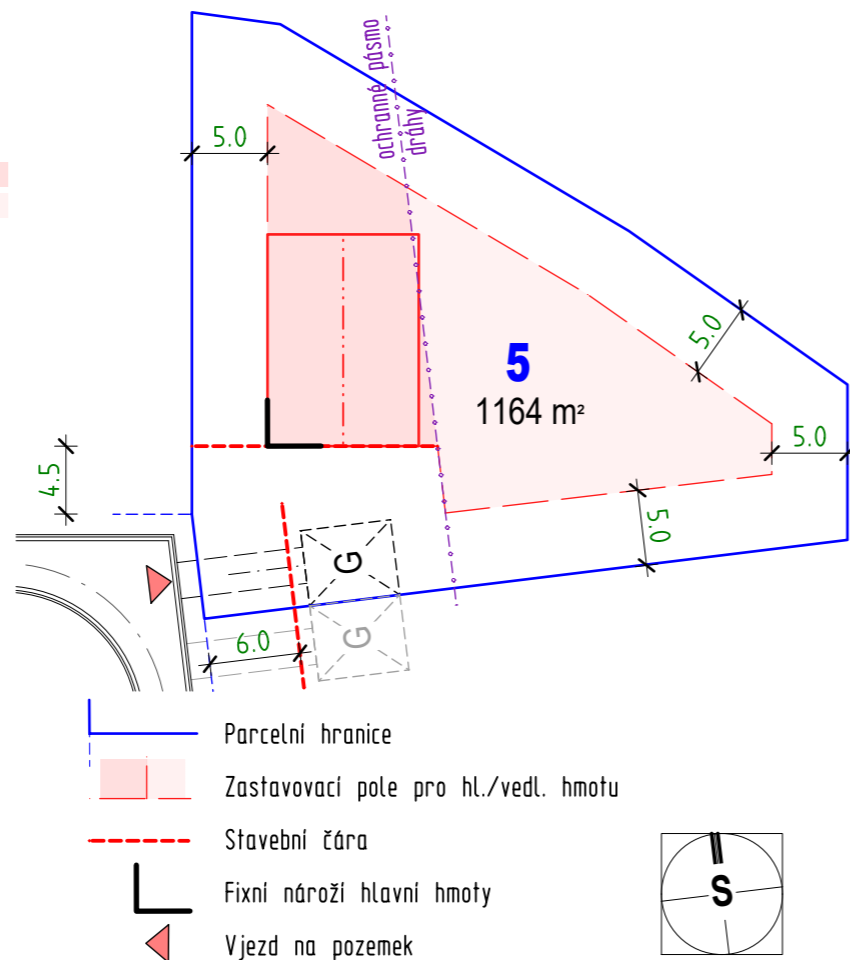 ochranné pásmo
dráhy
5.0
5.0
5
1164 m²
5.0
4.5
5.0
G
G
6.0
Parcelní hranice
Zastavovací pole pro hl./vedl. hmotu
Stavební čára
Fixní nároží hlavní hmoty
S
Vjezd na pozemek